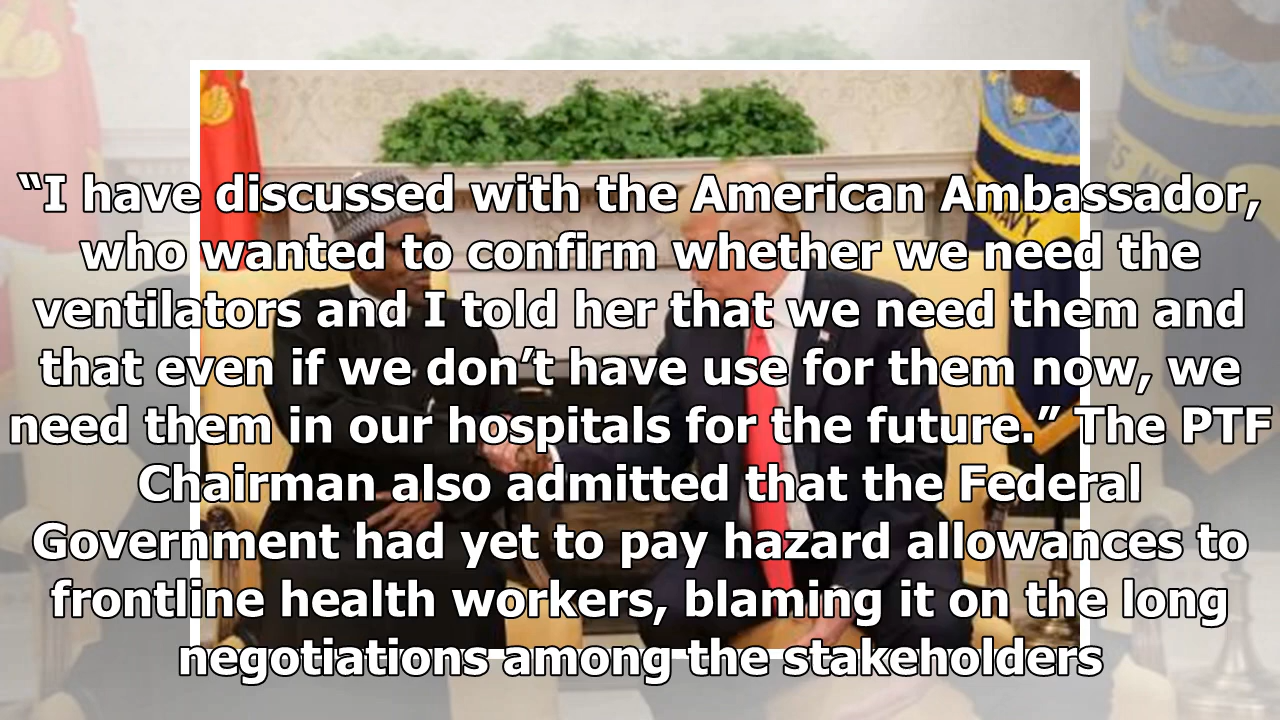 “I have discussed with the American Ambassador,
who wanted to confirm whether we need the
ventilators and I told her that we need them and
that even if we don’t have use for them now, we
need them in our hospitals for the future.” The PTF
Chairman also admitted that the Federal
Government had yet to pay hazard allowances to
frontline health workers, blaming it on the long
negotiations among the stakeholders
NAVY